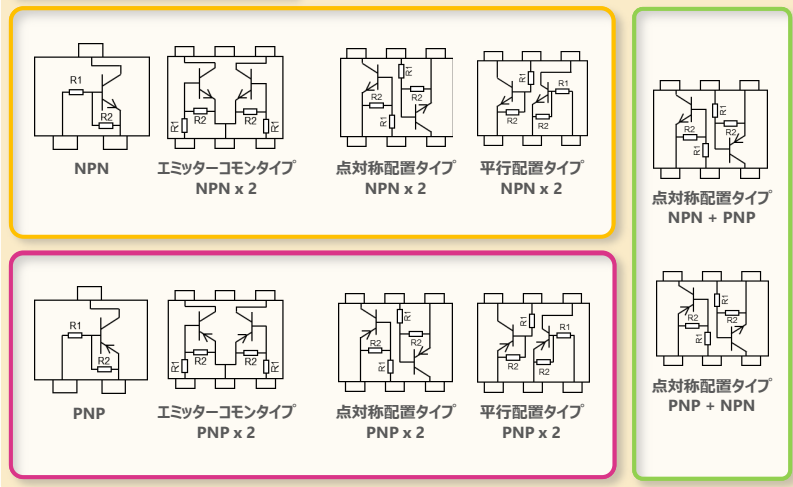 R1
R2
NPN
R2
R1
R1
エミッターコモンタイプ
NPN x 2
R1
R2
R2
R1
点対称配置タイプ
NPN x 2
R1
R1
R2
R2
平行配置タイプ
NPN x 2
R1
R2
R2
R1
点対称配置タイプ
NPN + PNP
R1
R2
PNP
R2
R2
R1
R1
エミッターコモンタイプ
PNP x 2
R1
R2
R2
R1
点対称配置タイプ
PNP x 2
R1
R1
R2
R2
平行配置タイプ
PNP x 2
R1
R2
R2
R1
点対称配置タイプ
PNP + NPN